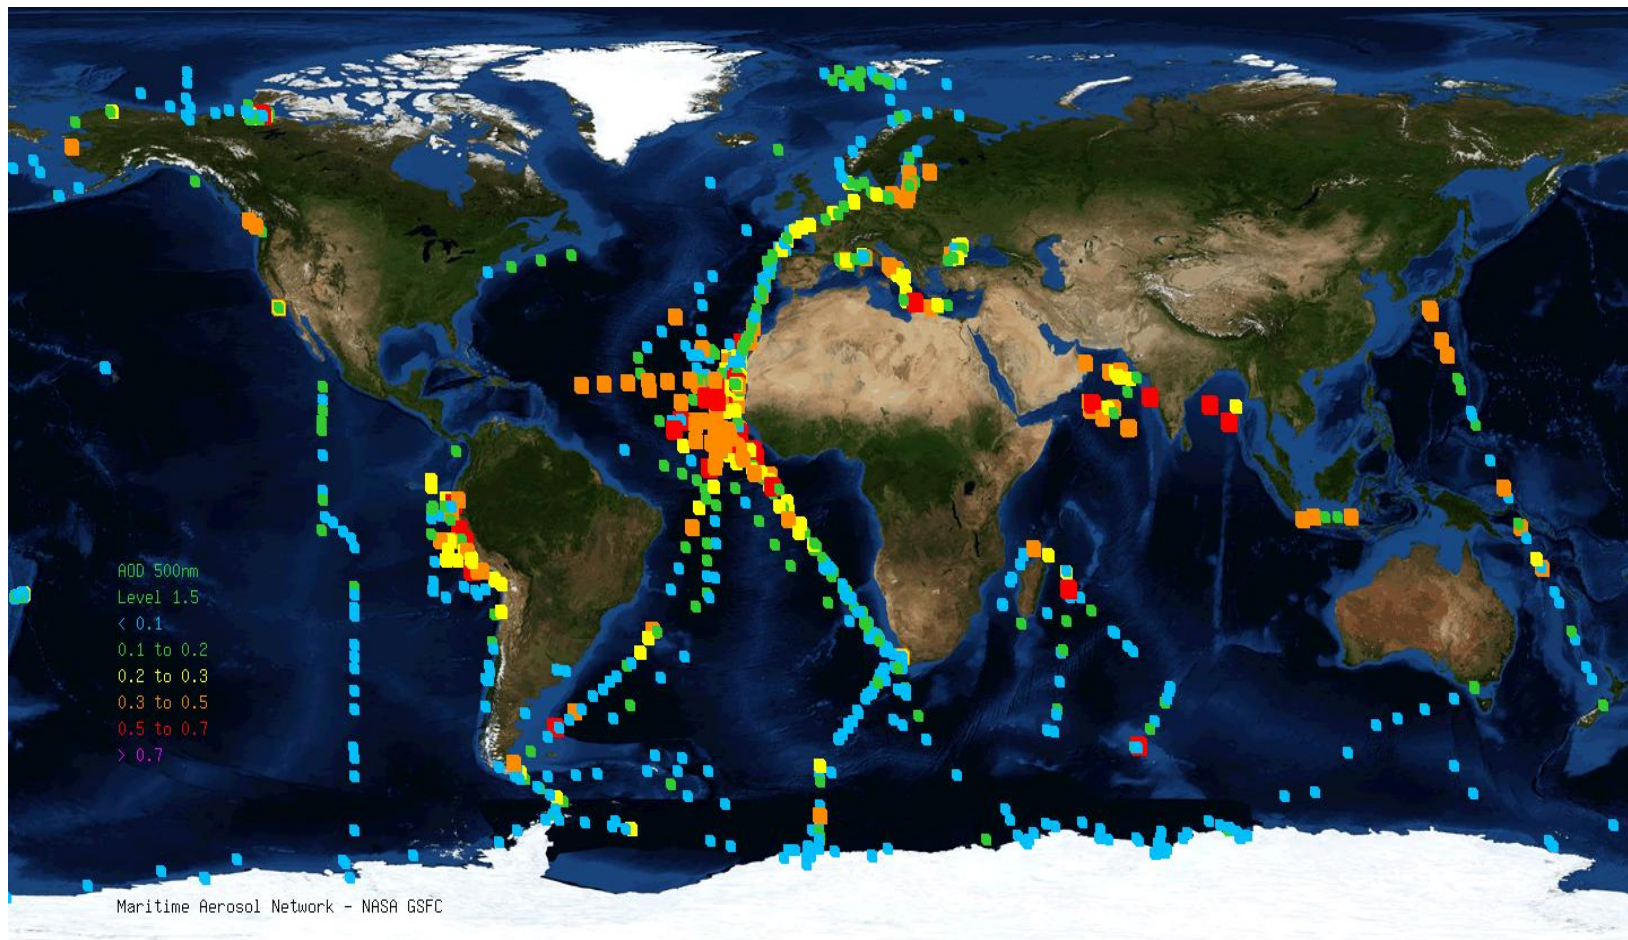 AOD 500nm
Level 1.5
< 0.1
0.1 to 0.2
0.2 to 0.3
0.3 to 0.5
0.5 to 0.7
> 0.7
Maritime Aerosol Network - NASA GSFC